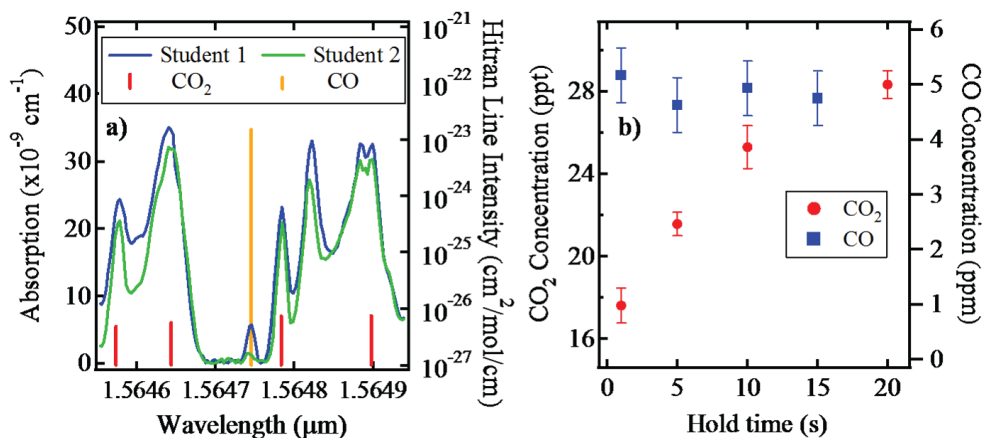 a)
Student 1
Student 2
CO2
CO
Absorption (x10-9 cm-1)
50
40
30
20
10
0
10-21
10-22
10-23
10-24
10-25
10-26
10-27
Hitran Line Intensity (cm2/mol/cm)
1.5646
1.5647
1.5648
1.5649
Wavelength (µm)
b)
CO2 Concentration (ppt)
28
24
20
16
6
5
4
3
2
1
0
CO Concentration (ppm)
CO2
CO
0
5
10
15
20
Hold time (s)